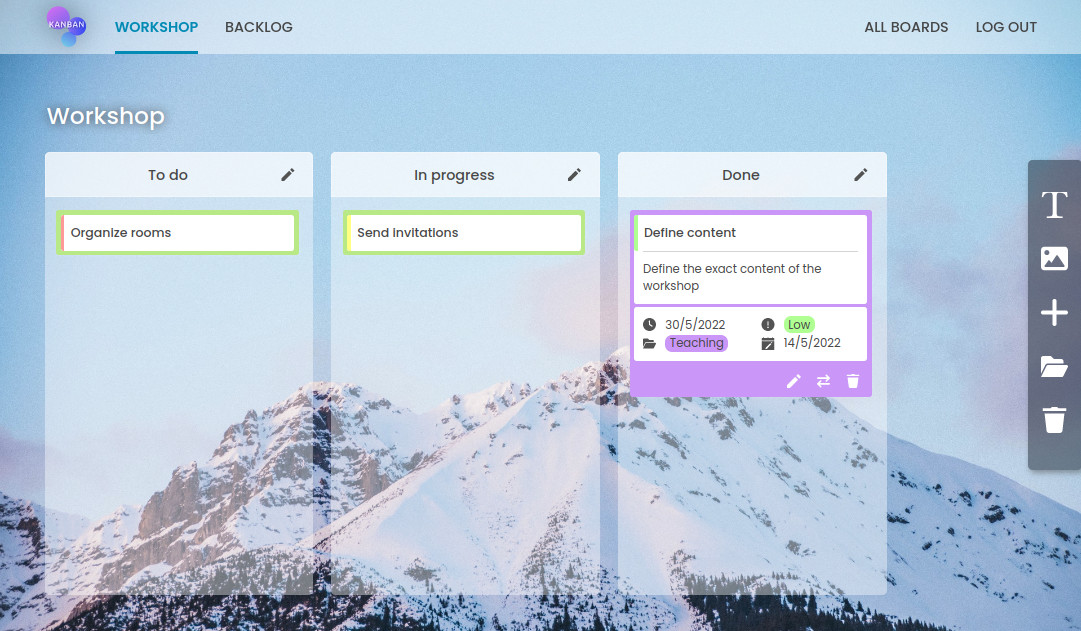 KANBAN
WORKSHOP
BACKLOG
ALL BOARDS
LOG OUT
Workshop
To do
In progress
Done
Organize rooms
Send invitations
Define content
Define the exact content of the
workshop
30/5/2022
Low
Teaching
14/5/2022
T